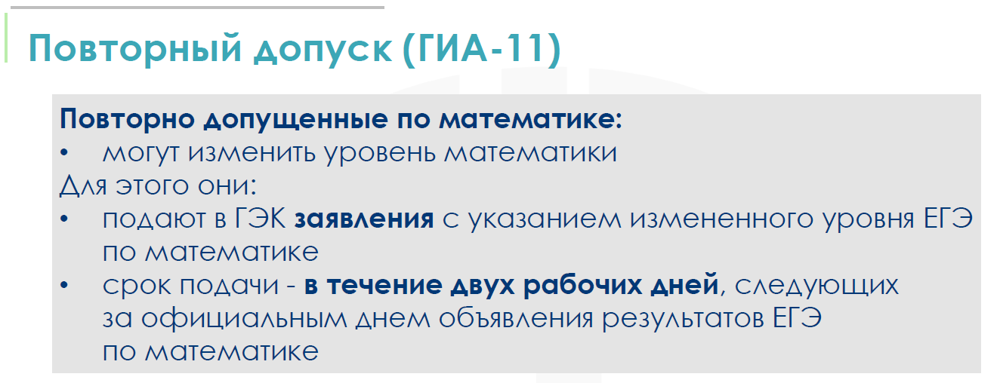 Повторный допуск (ГИА-11)
Повторно допущенные по математике:
• могут изменить уровень математики
Для этого они:
• подают в ГЭК заявления с указанием измененного уровня ЕГЭ
по математике
• срок подачи - в течение двух рабочих дней, следующих
за официальным днем объявления результатов ЕГЭ
по математике